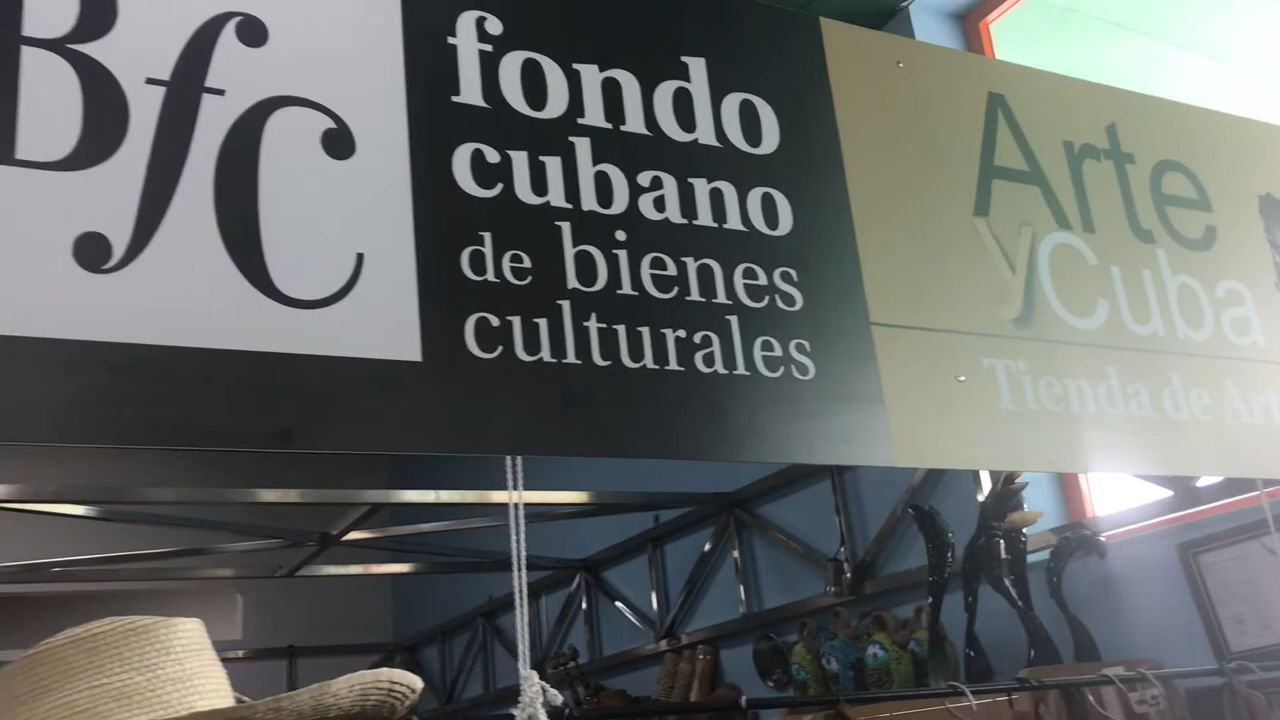 BfC
fondo
cubano
de bienes
culturales
Arte
y Cuba
Tienda de Art